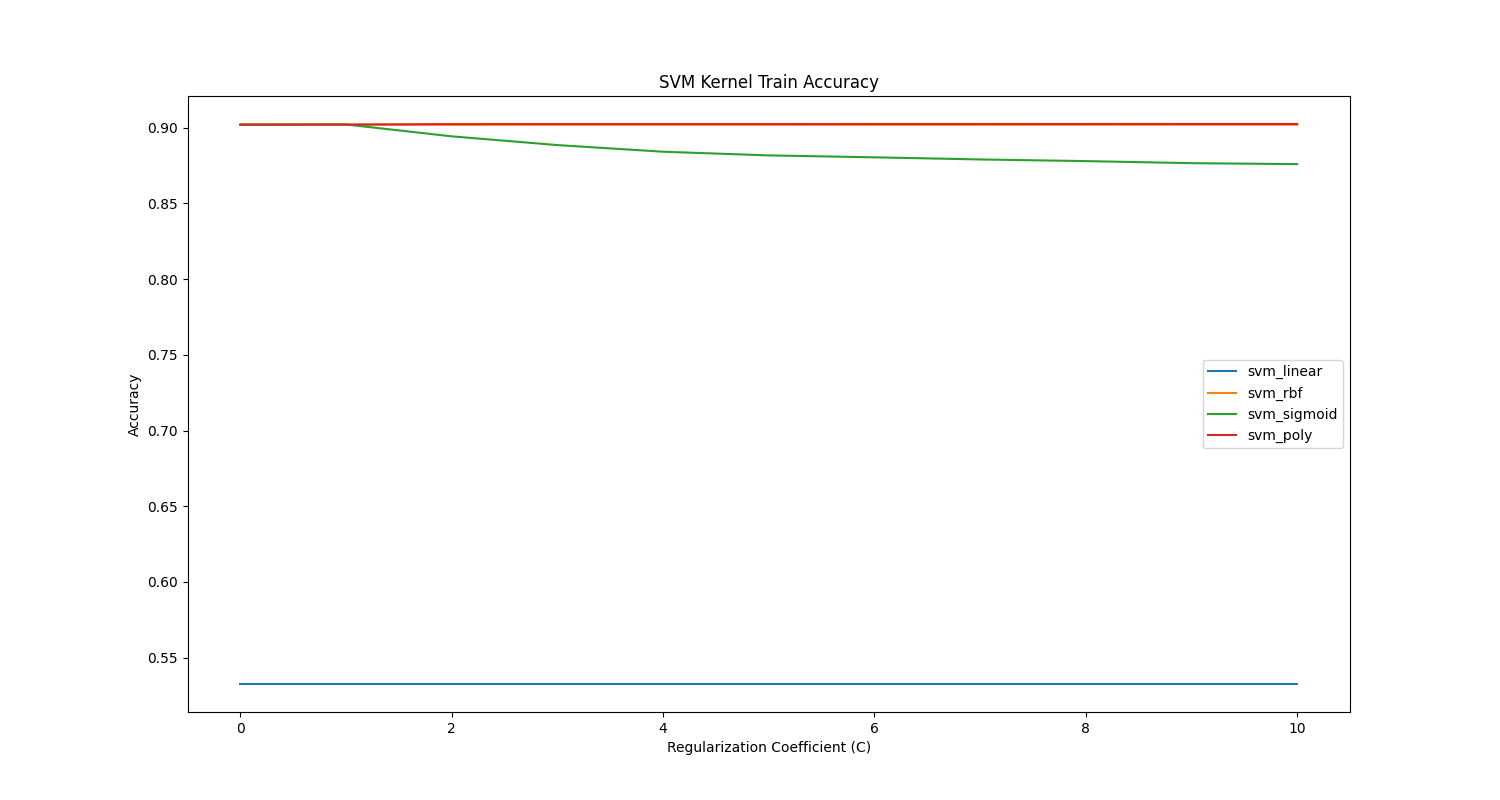 SVM Kernel Train Accuracy
0.90
0.85
0.80
0.75
0.70
0.65
0.60
0.55
Accuracy
svm_linear
svm_rbf
svm_sigmoid
svm_poly
0 2 4 6 8 10
Regularization Coefficient (C)